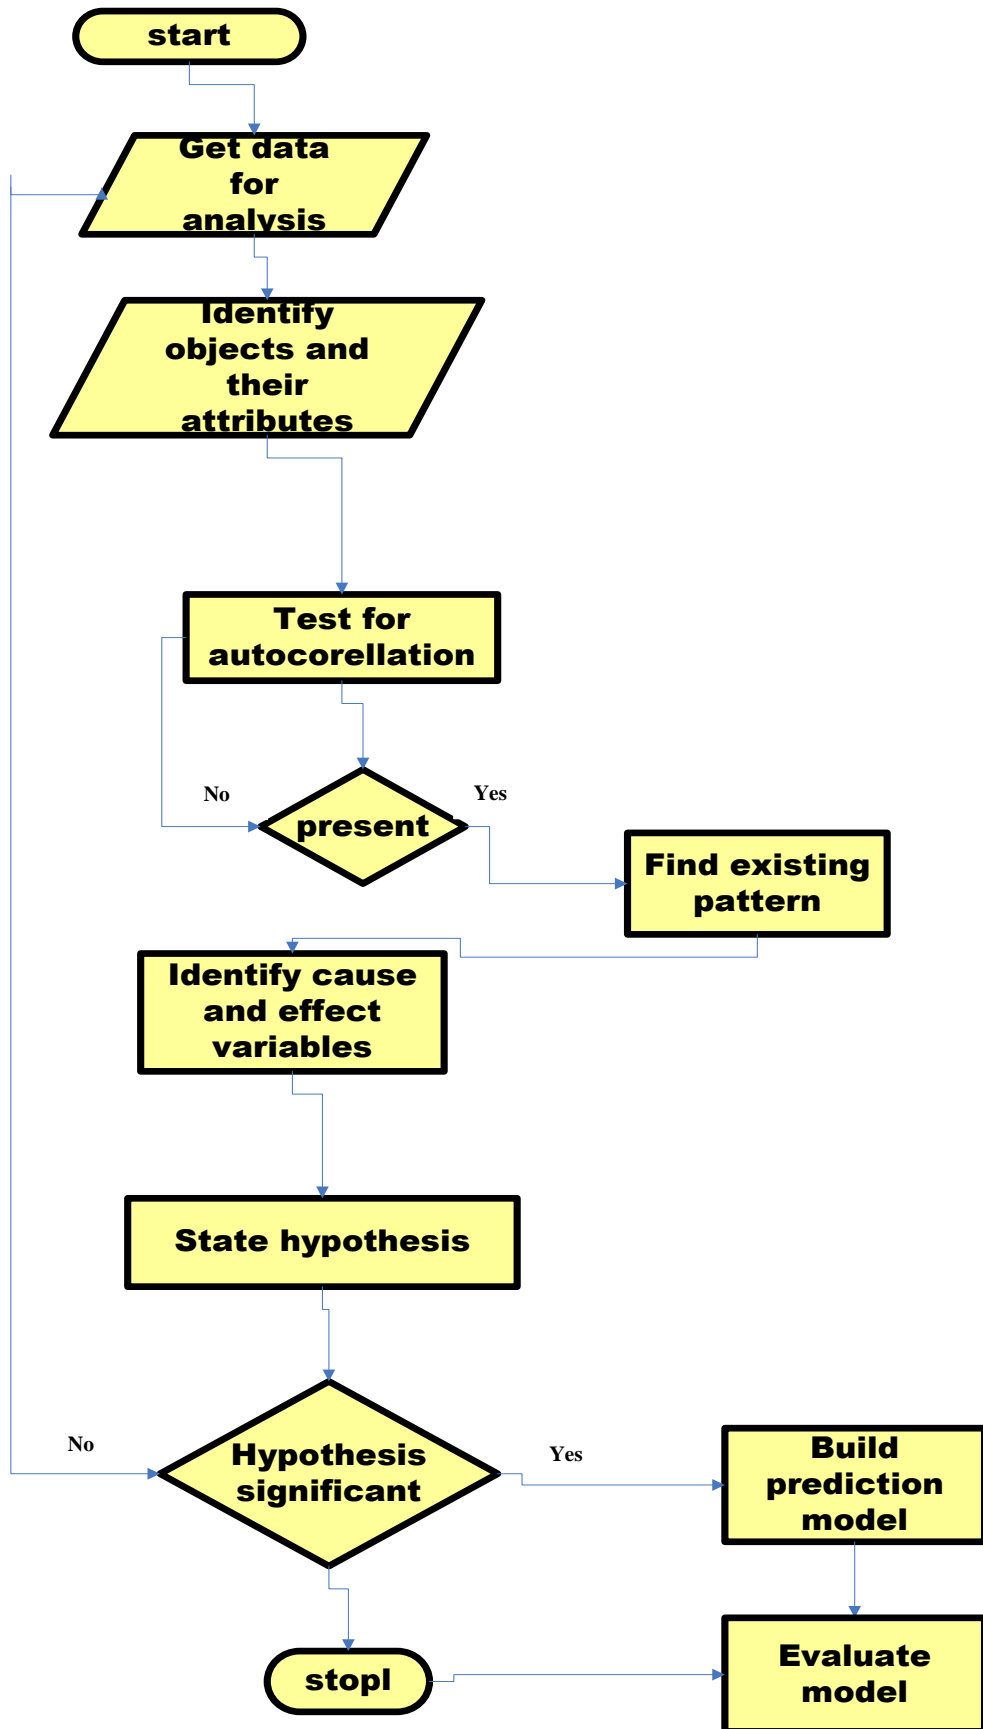 start
Get data
for
analysis
Identify
objects and
their
attributes
Test for
autocorellation
No
Yes
present
Find existing
pattern
Identify cause
and effect
variables
State hypothesis
No
Hypothesis
significant
Yes
Build
prediction
model
stopl
Evaluate
model